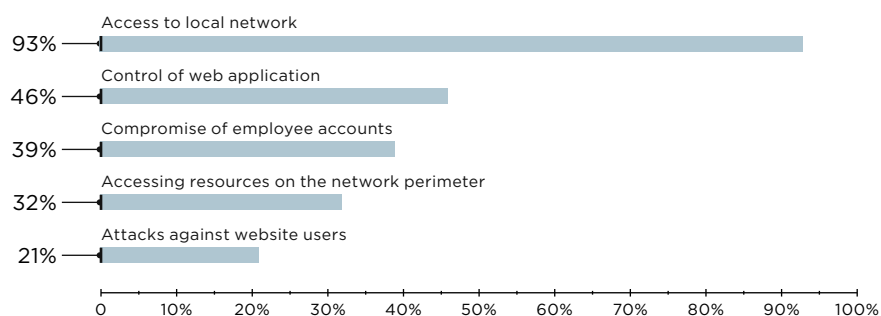 Access to local network
93%
Control of web application
46%
Compromise of employee accounts
39%
Accessing resources on the network perimeter
32%
Attacks against website users
21%
0 10% 20% 30% 40% 50% 60% 70% 80% 90% 100%